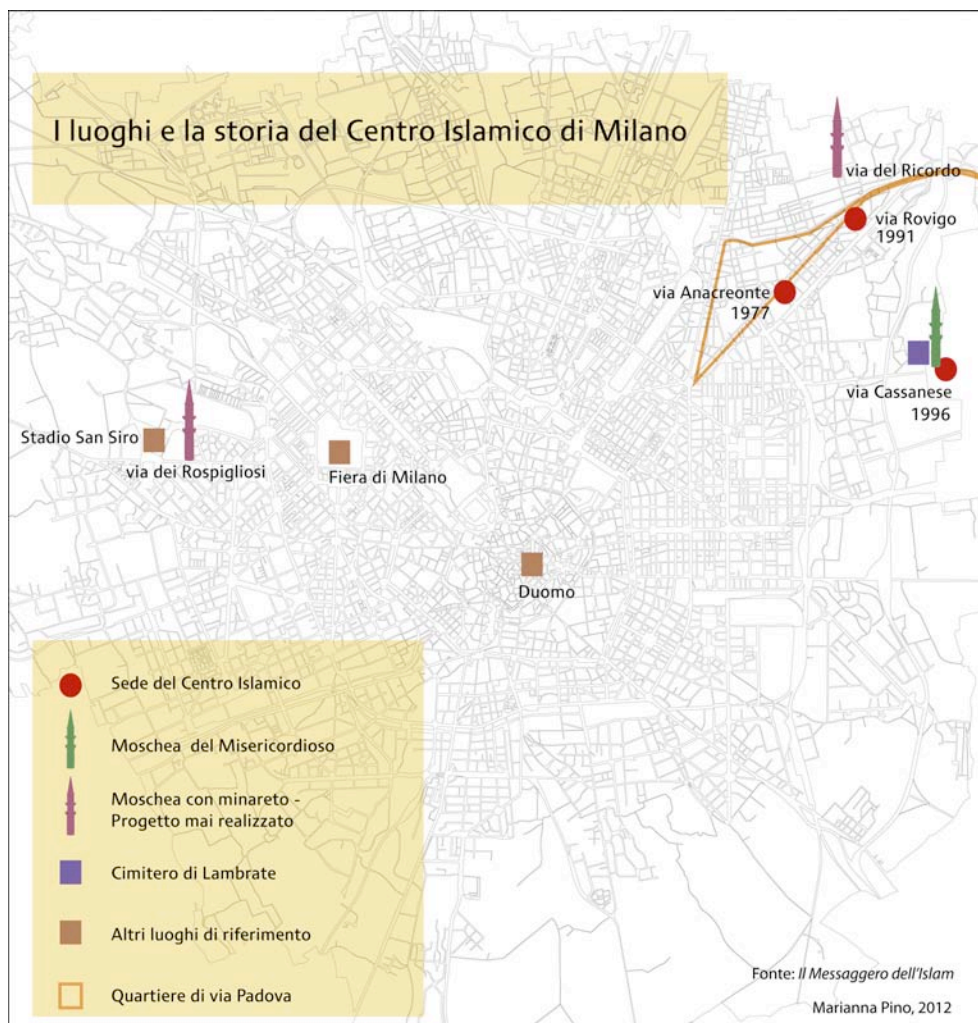 I luoghi e la storia del Centro Islamico di Milano
via del Ricordo
via Rovigo
1991
via Anacreonte
1977
via Cassanese
1996
Stadio San Siro
via dei Rospigliosi
Fiera di Milano
Duomo
Sede del Centro Islamico
Moschea del Misericordioso
Moschea con minareto -
Progetto mai realizzato
Cimitero di Lambrate
Altri luoghi di riferimento
Quartiere di via Padova
Fonte: Il Messaggero dell'Islam
Marianna Pino, 2012